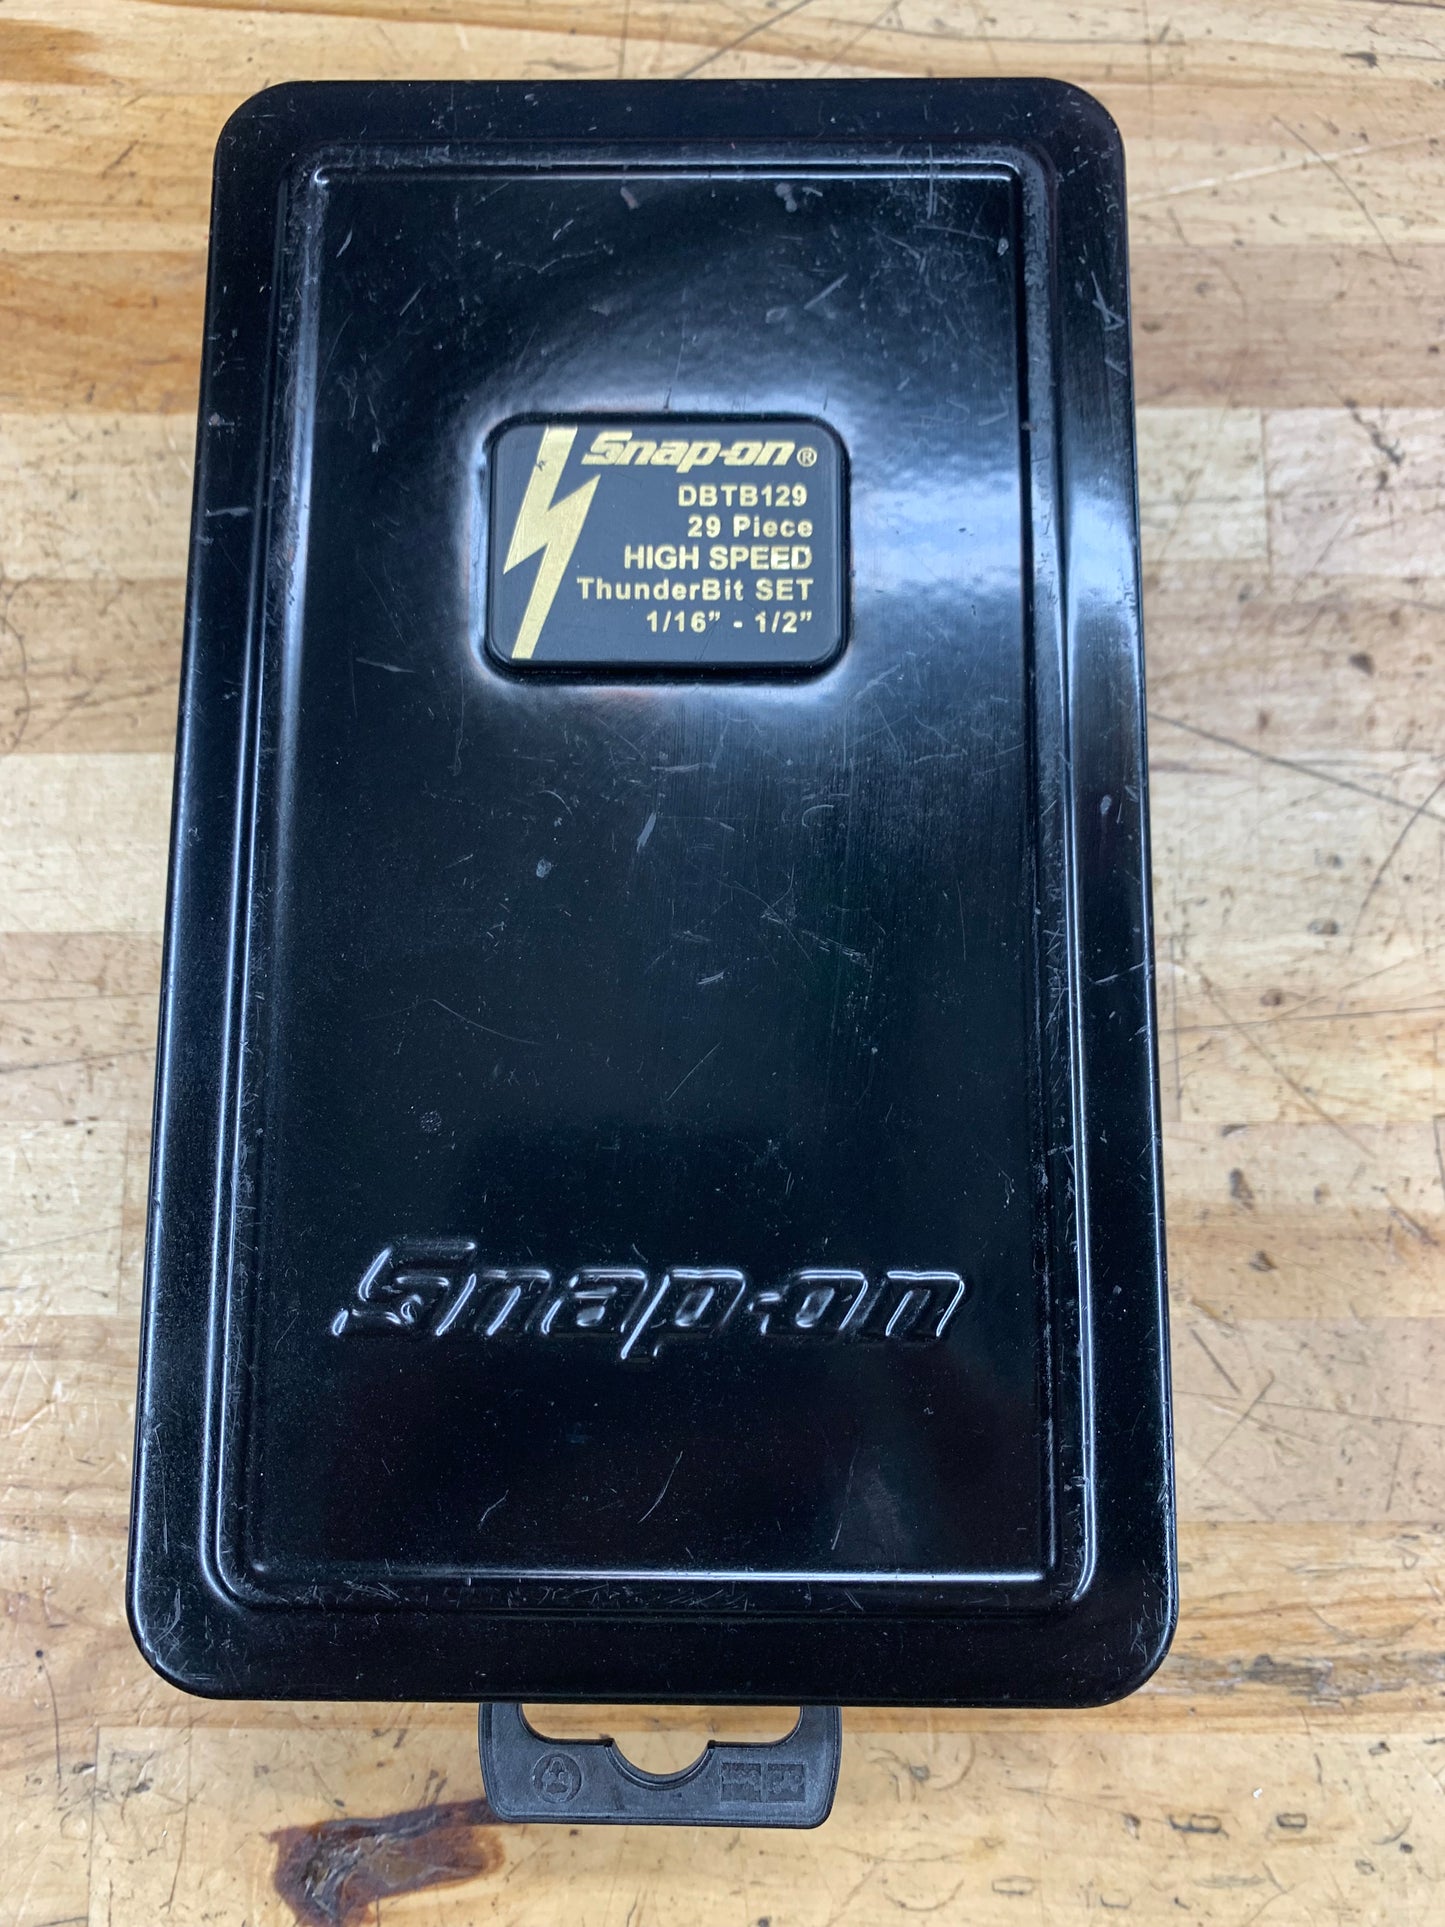 Snap-on®
DBTB129
29 Piece
HIGH SPEED
ThunderBit SET
1/16” - 1/2”
Snap-on